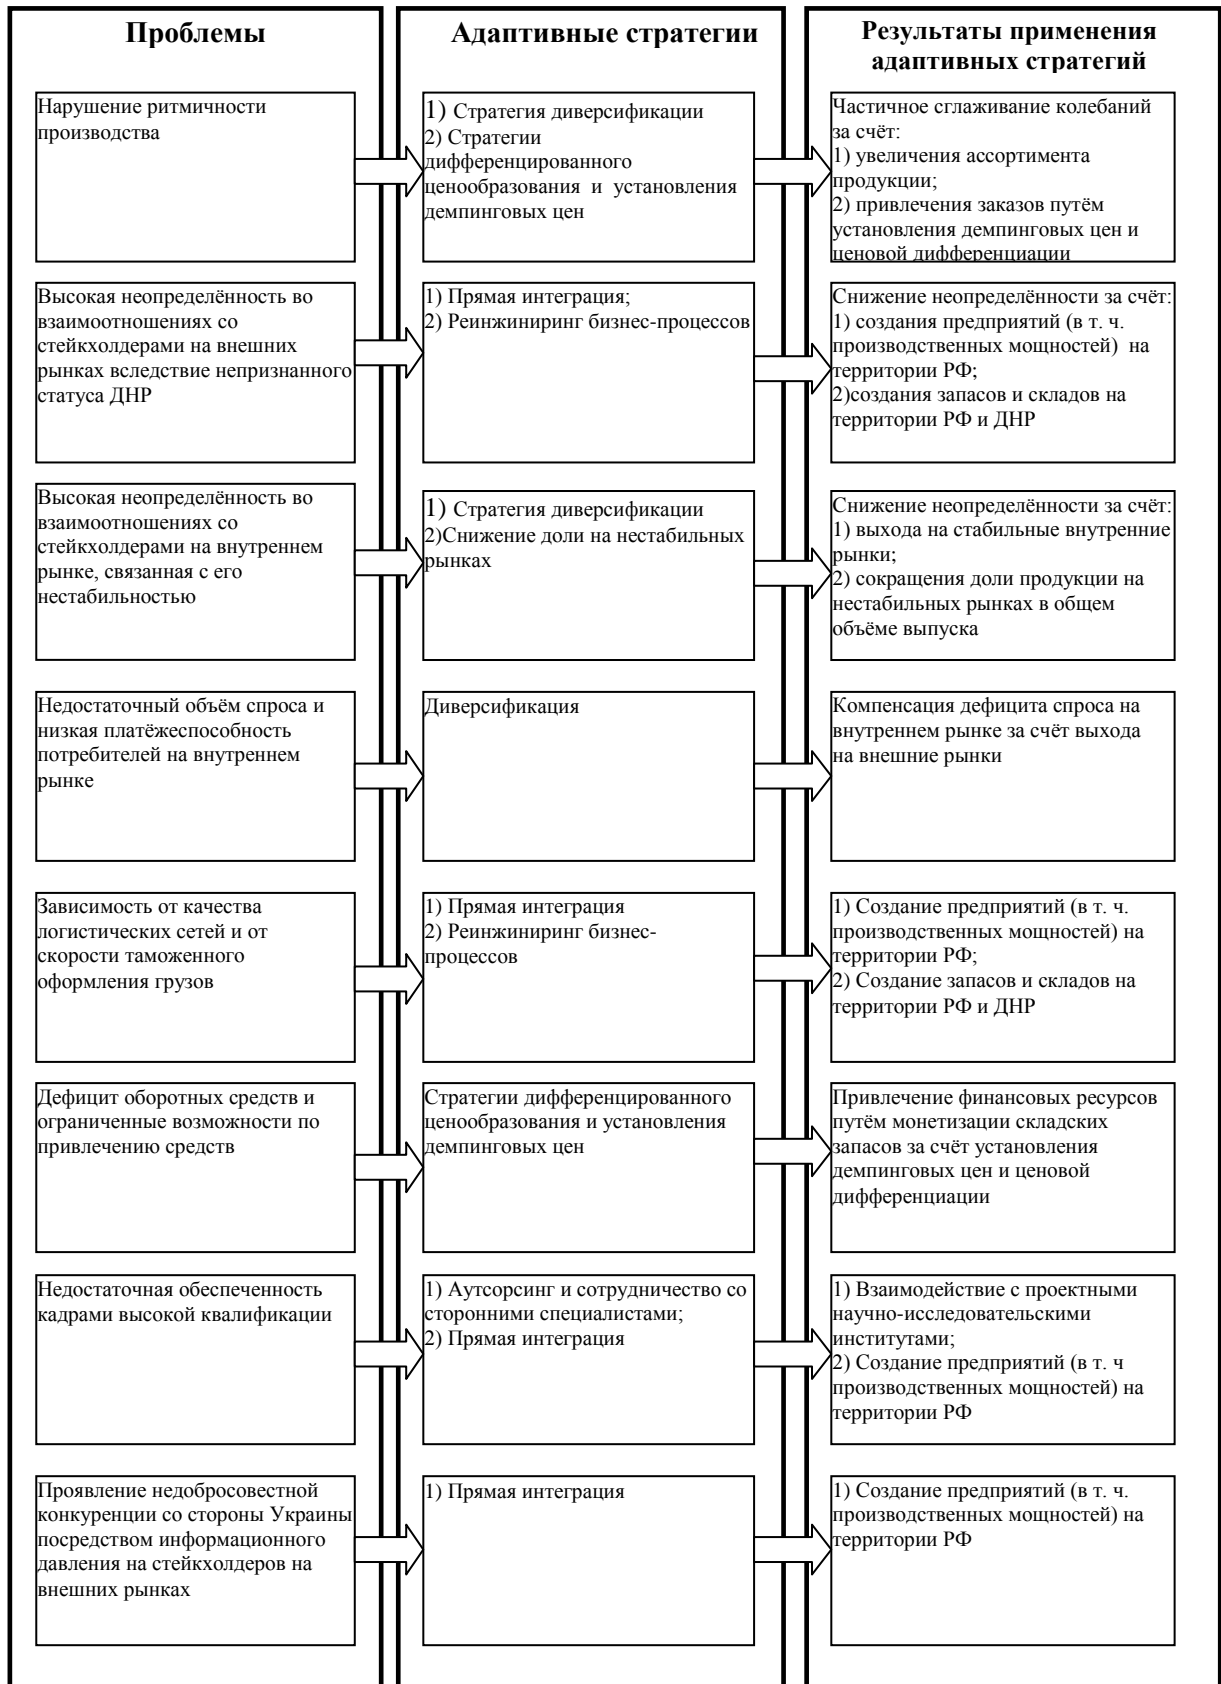 Проблемы
Адаптивные стратегии
Результаты применения
адаптивных стратегий
Нарушение ритмичности
производства
1) Стратегия диверсификации
2) Стратегии
дифференцированного
ценообразования и установления
демпинговых цен
Частичное сглаживание колебаний
за счёт:
1) увеличения ассортимента
продукции;
2) привлечения заказов путём
установления демпинговых цен и
ценовой дифференциации
Высокая неопределённость во
взаимоотношениях со
стейкхолдерами на внешних
рынках вследствие непризнанного
статуса ДНР
1) Прямая интеграция;
2) Реинжиниринг бизнес-процессов
Снижение неопределённости за счёт:
1) создания предприятий (в т. ч.
производственных мощностей) на
территории РФ;
2)создания запасов и складов на
территории РФ и ДНР
Высокая неопределённость во
взаимоотношениях со
стейкхолдерами на внутреннем
рынке, связанная с его
нестабильностью
1) Стратегия диверсификации
2)Снижение доли на нестабильных
рынках
Снижение неопределённости за счёт:
1) выхода на стабильные внутренние
рынки;
2) сокращения доли продукции на
нестабильных рынках в общем
объёме выпуска
Недостаточный объём спроса и
низкая платёжеспособность
потребителей на внутреннем
рынке
Диверсификация
Компенсация дефицита спроса на
внутреннем рынке за счёт выхода
на внешние рынки
Зависимость от качества
логистических сетей и от
скорости таможенного
оформления грузов
1) Прямая интеграция
2) Реинжиниринг бизнес-
процессов
1) Создание предприятий (в т. ч.
производственных мощностей) на
территории РФ;
2) Создание запасов и складов на
территории РФ и ДНР
Дефицит оборотных средств и
ограниченные возможности по
привлечению средств
Стратегии дифференцированного
ценообразования и установления
демпинговых цен
Привлечение финансовых ресурсов
путём монетизации складских
запасов за счёт установления
демпинговых цен и ценовой
дифференциации
Недостаточная обеспеченность
кадрами высокой квалификации
1) Аутсорсинг и сотрудничество со
сторонними специалистами;
2) Прямая интеграция
1) Взаимодействие с проектными
научно-исследовательскими
институтами;
2) Создание предприятий (в т. ч
производственных мощностей) на
территории РФ
Проявление недобросовестной
конкуренции со стороны Украины
посредством информационного
давления на стейкхолдеров на
внешних рынках
1) Прямая интеграция
1) Создание предприятий (в т. ч.
производственных мощностей) на
территории РФ